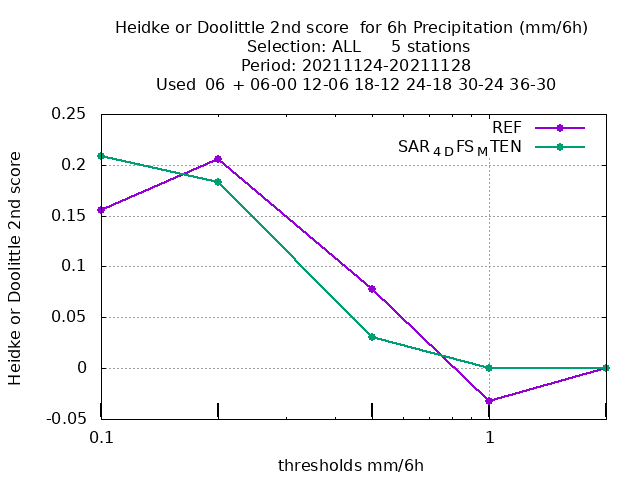 Heidke or Doolittle 2nd score  for 6h Precipitation (mm/6h)
Selection: ALL      5 stations
Period: 20211124-20211128
Used  06 + 06-00 12-06 18-12 24-18 30-24 36-30
REF
SAR4DFSMTEN
0.25
0.2
0.15
0.1
0.05
0
-0.05
Heidke or Doolittle 2nd score
0.1
1
thresholds mm/6h